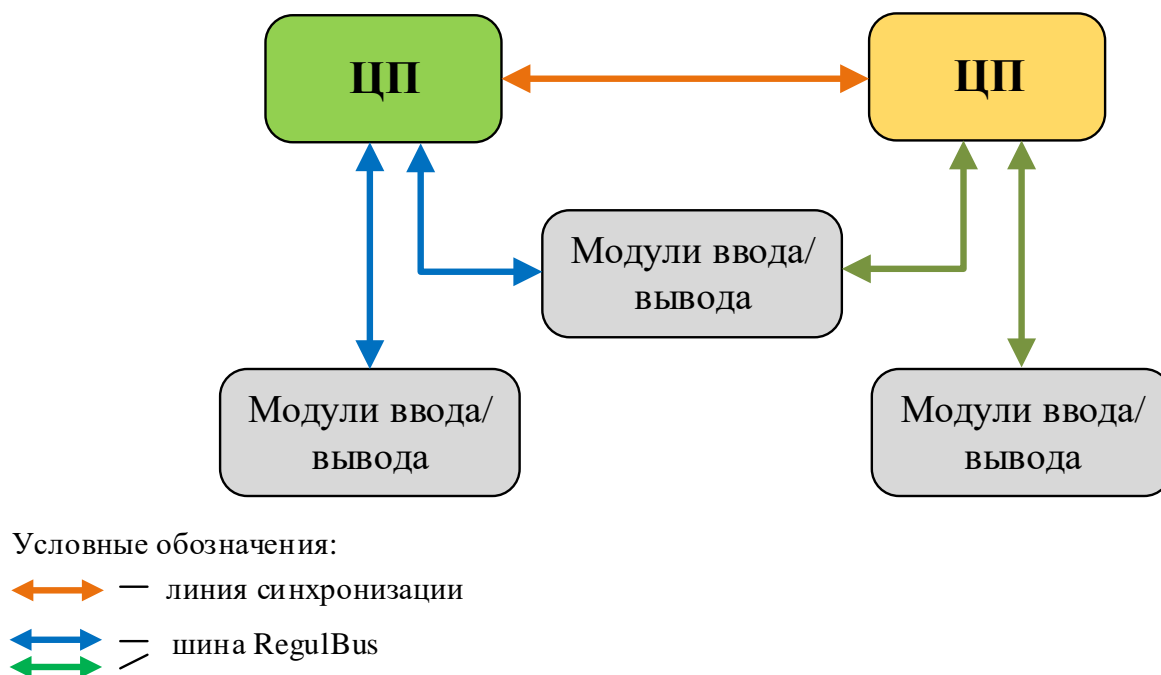 ЦП
ЦП
Модули ввода/
вывода
Модули ввода/
вывода
Модули ввода/
вывода
Условные обозначения:
— линия синхронизации
— шина RegulBus